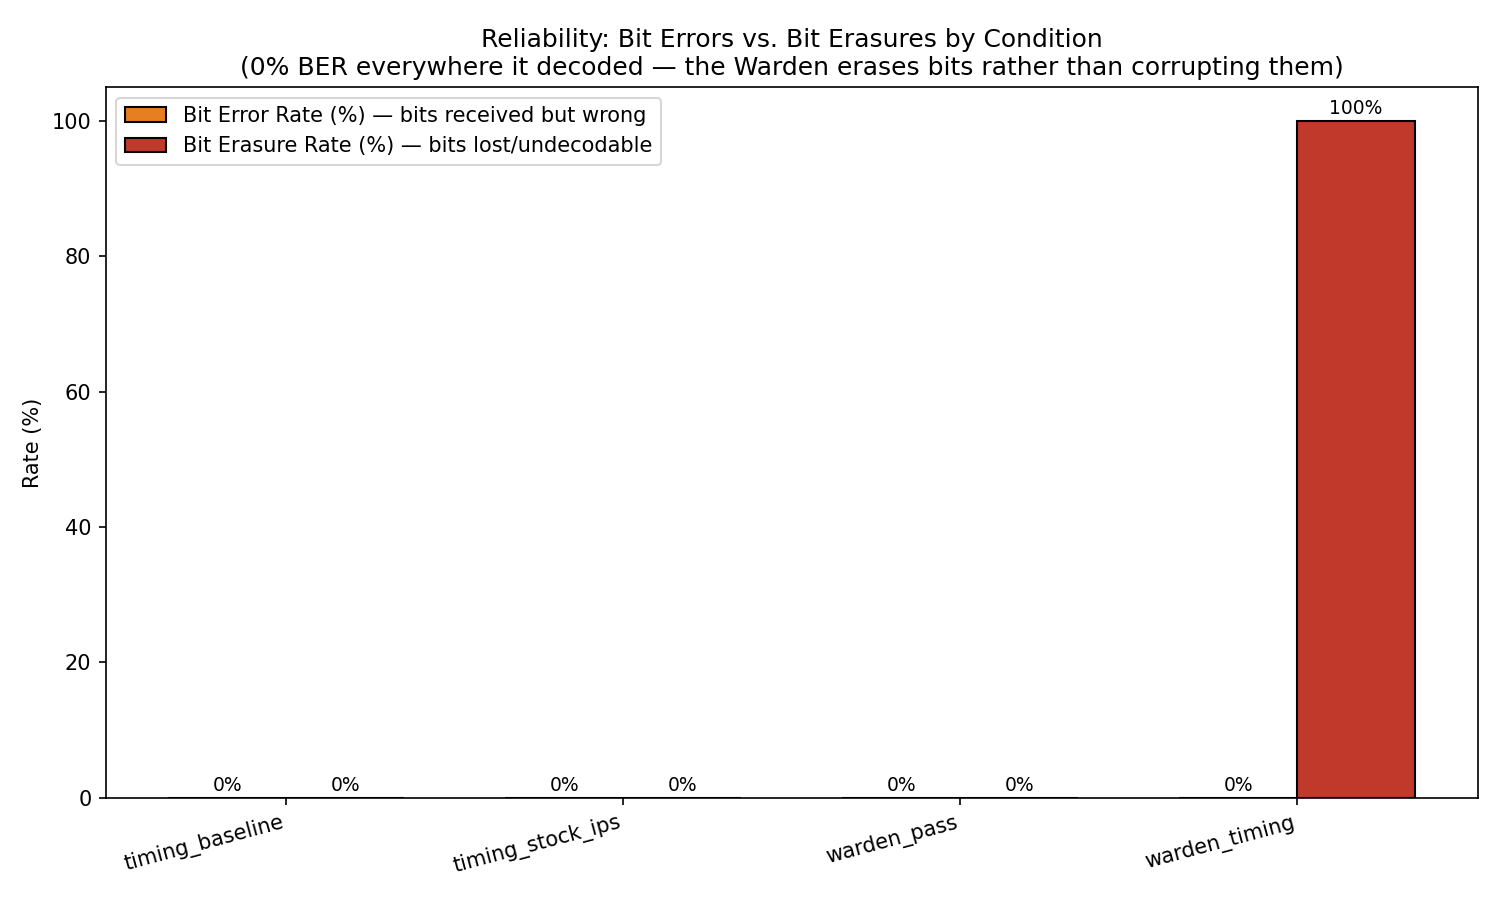 Reliability: Bit Errors vs. Bit Erasures by Condition
(0% BER everywhere it decoded — the Warden erases bits rather than corrupting them)
Bit Error Rate (%) — bits received but wrong
Bit Erasure Rate (%) — bits lost/undecodable
100%
100
80
60
40
20
0
Rate (%)
0% 0% 0% 0% 0% 0% 0%
timing_baseline timing_stock_ips warden_pass warden_timing